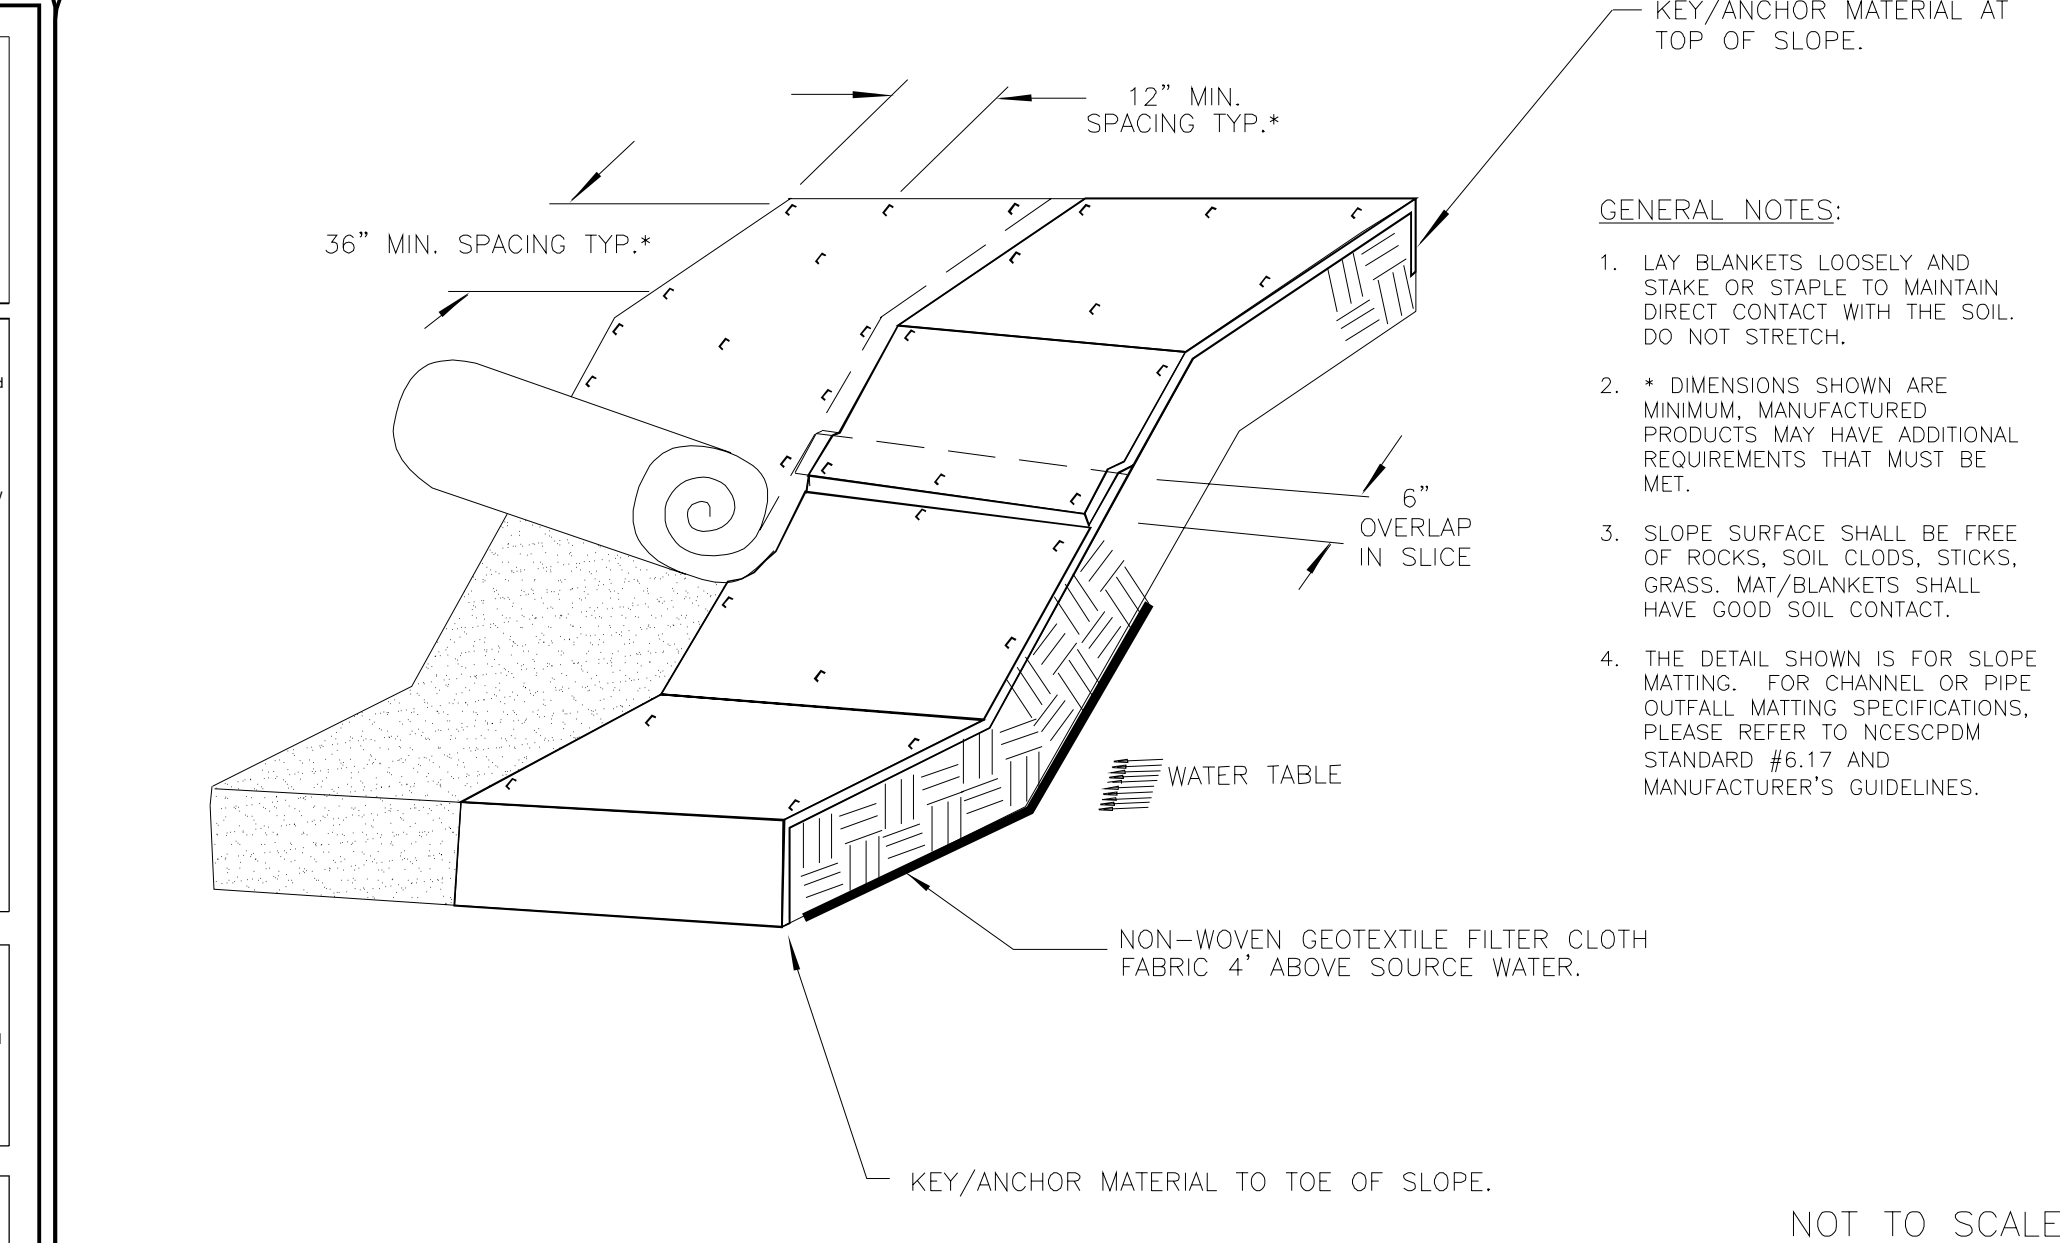 KEY/ANCHOR MATERIAL AT
TOP OF SLOPE.
12" MIN.
SPACING TYP.*
36" MIN. SPACING TYP.*
GENERAL NOTES:
1. LAY BLANKETS LOOSELY AND
STAKE OR STAPLE TO MAINTAIN
DIRECT CONTACT WITH THE SOIL.
DO NOT STRETCH.
2. * DIMENSIONS SHOWN ARE
MINIMUM, MANUFACTURED
PRODUCTS MAY HAVE ADDITIONAL
REQUIREMENTS THAT MUST BE
MET.
3. SLOPE SURFACE SHALL BE FREE
OF ROCKS, SOIL CLODS, STICKS,
GRASS. MAT/BLANKETS SHALL
HAVE GOOD SOIL CONTACT.
4. THE DETAIL SHOWN IS FOR SLOPE
MATTING. FOR CHANNEL OR PIPE
OUTFALL MATTING SPECIFICATIONS,
PLEASE REFER TO NCESCPDM
STANDARD #6.17 AND
MANUFACTURER'S GUIDELINES.
6"
OVERLAP
IN SLICE
WATER TABLE
NON-WOVEN GEOTEXTILE FILTER CLOTH
FABRIC 4' ABOVE SOURCE WATER.
KEY/ANCHOR MATERIAL TO TOE OF SLOPE.
NOT TO SCALE